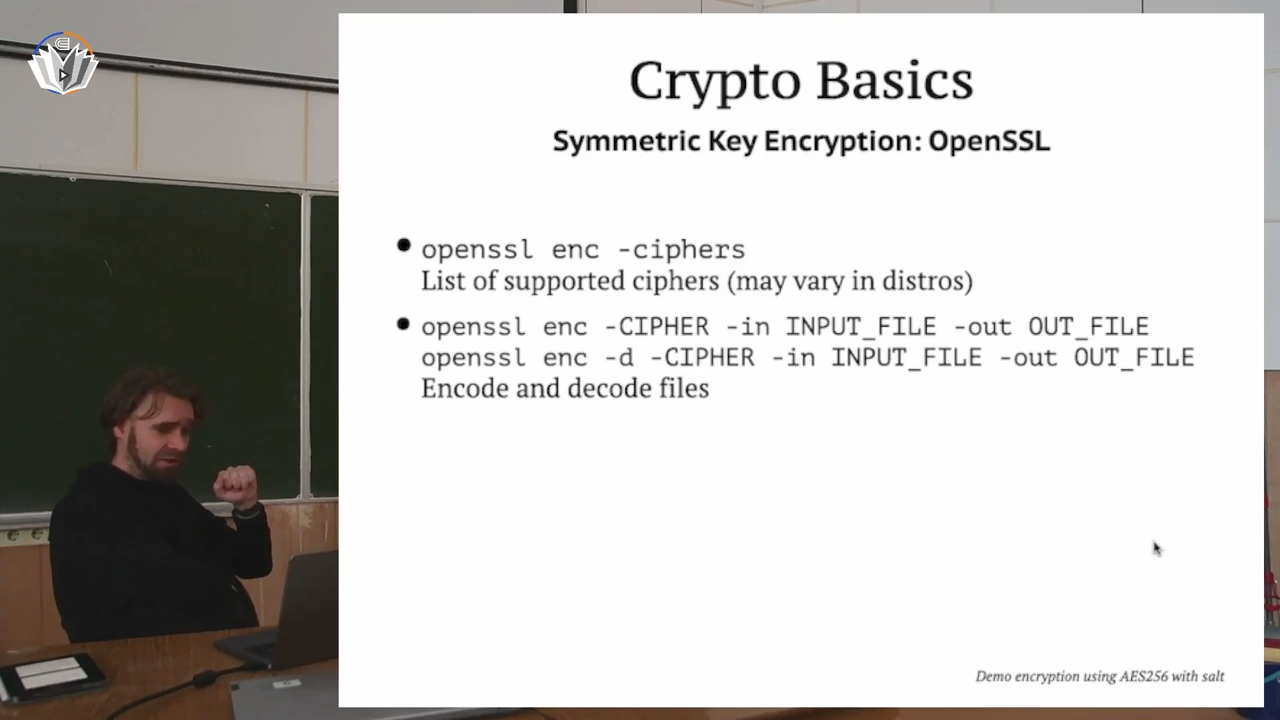 Crypto Basics
Symmetric Key Encryption: OpenSSL
openssl enc -ciphers
List of supported ciphers (may vary in distros)
openssl enc -CIPHER -in INPUT_FILE -out OUT_FILE
openssl enc -d -CIPHER -in INPUT_FILE -out OUT_FILE
Encode and decode files
Demo encryption using AES256 with salt